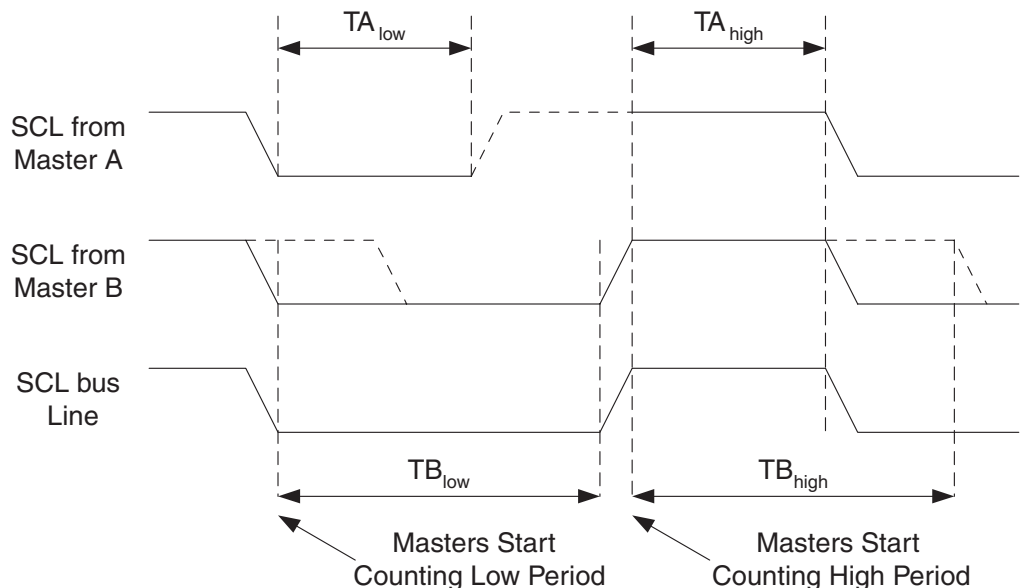 TA low
TA high
SCL from
Master A
SCL from
Master B
SCL bus
Line
TB low
TB high
Masters Start
Counting Low Period
Masters Start
Counting High Period